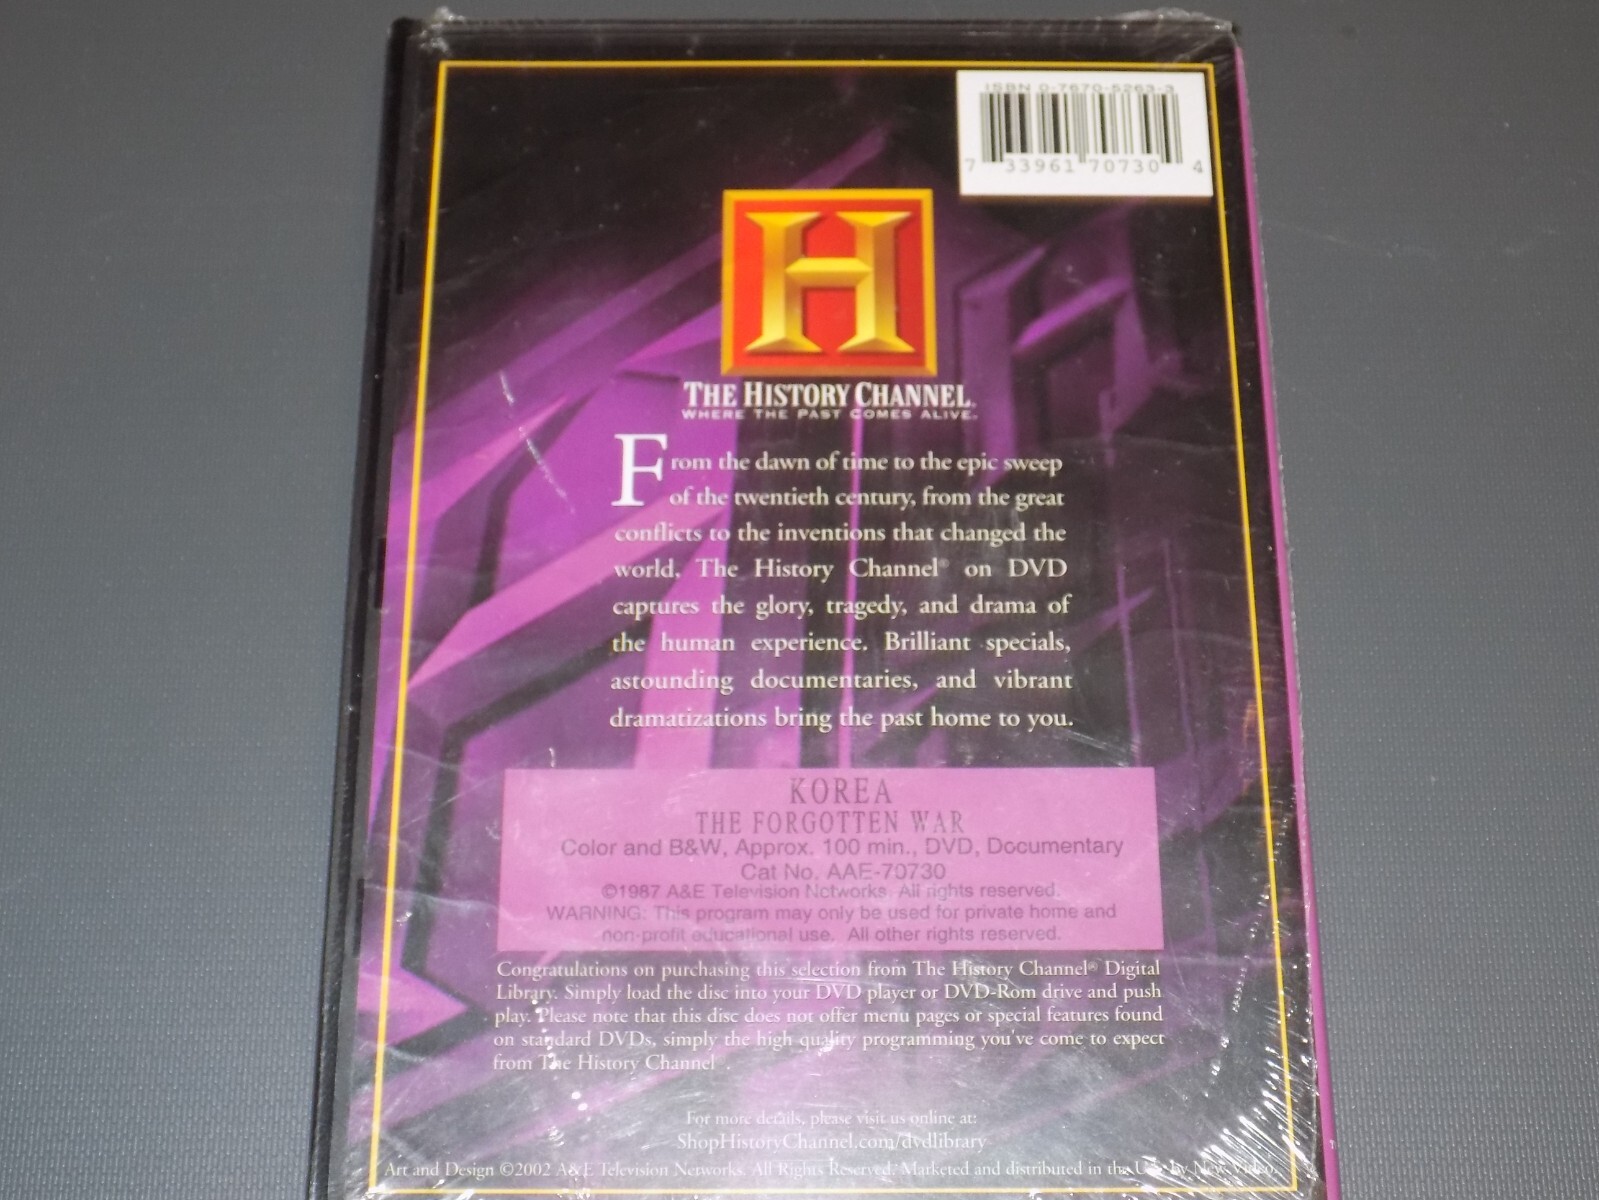 ISBN 0-7670-5263-3
7 33961 70730 4
H
THE HISTORY CHANNEL.
WHERE THE PAST COMES ALIVE.
From the dawn of time to the epic sweep
of the twentieth century, from the great
conflicts to the inventions that changed the
world, The History Channel® on DVD
captures the glory, tragedy, and drama of
the human experience. Brilliant specials,
astounding documentaries, and vibrant
dramatizations bring the past home to you.
KOREA
THE FORGOTTEN WAR
Color and B&W, Approx. 100 min., DVD, Documentary
Cat No. AAE-70730
©1987 A&E Television Networks. All rights reserved.
WARNING: This program may only be used for private home and
non-profit educational use. All other rights reserved.
Congratulations on purchasing this selection from The History Channel® Digital
Library. Simply load the disc into your DVD player or DVD-Rom drive and push
play. Please note that this disc does not offer menu pages or special features found
on standard DVDs, simply the high quality programming you've come to expect
from The History Channel.
For more details, please visit us online at:
ShopHistoryChannel.com/dvdlibrary
Art and Design ©2002 A&E Television Networks. All Rights Reserved. Marketed and distributed in the U.S. by New Video.